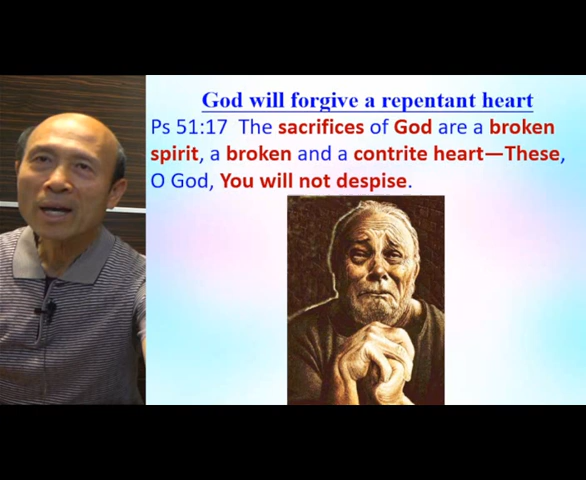 God will forgive a repentant heart
Ps 51:17 The sacrifices of God are a broken
spirit, a broken and a contrite heart—These,
O God, You will not despise.